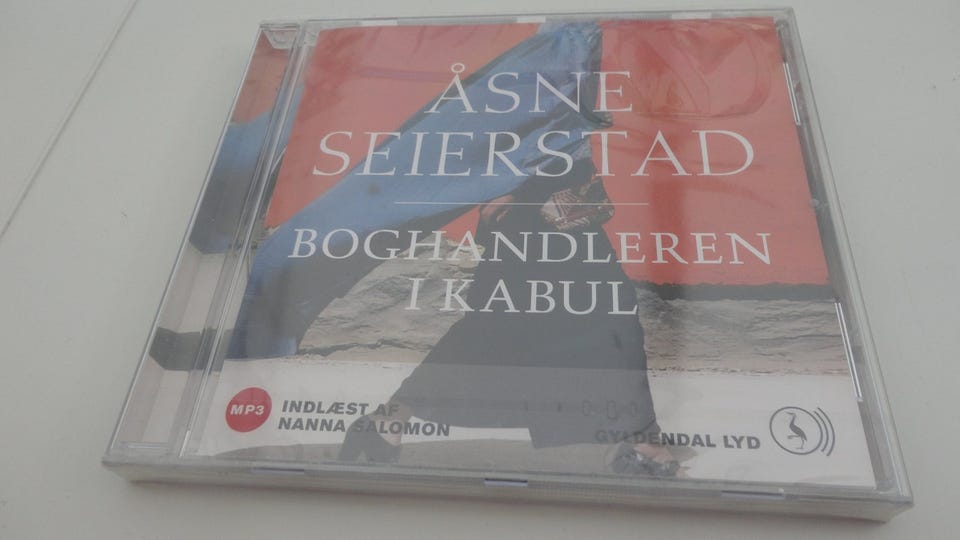 ÅSNE
SEIERSTAD
BOGHANDLEREN
I KABUL
MP3
INDLÆST AF
NANNA SALOMON
GYLDENDAL LYD